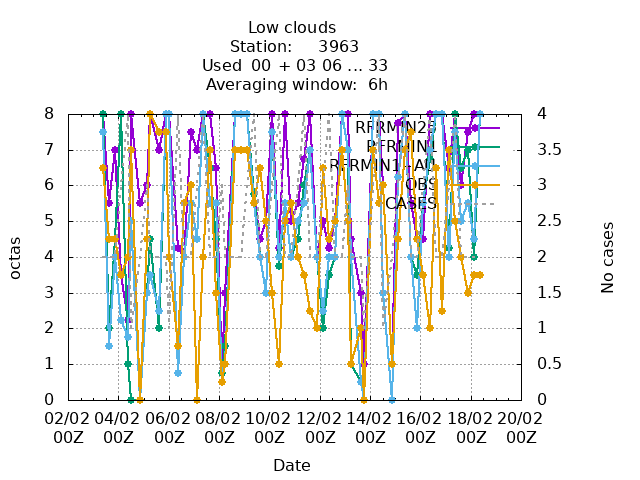 Low clouds
Station: 3963
Used 00 + 03 06 ... 33
Averaging window: 6h
8 4
7 3.5
6 3
5 2.5
4 2
3 1.5
2 1
1 0.5
0 0
octas
No cases
RFRMIN29
RFRMIN1
OBS
CASES
02/02 04/02 06/02 08/02 10/02 12/02 14/02 16/02 18/02 20/02
00Z 00Z 00Z 00Z 00Z 00Z 00Z 00Z 00Z 00Z
Date